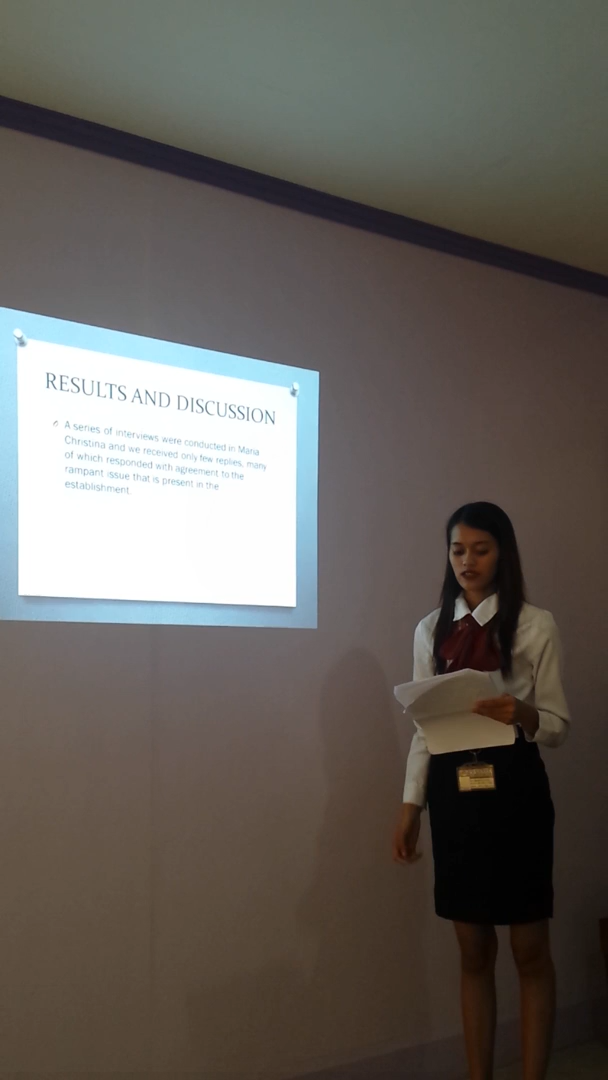 RESULTS AND DISCUSSION
A series of interviews were conducted in Maria
Christina and we received only few replies, many
of which responded with agreement to the
rampant issue that is present in the
establishment.